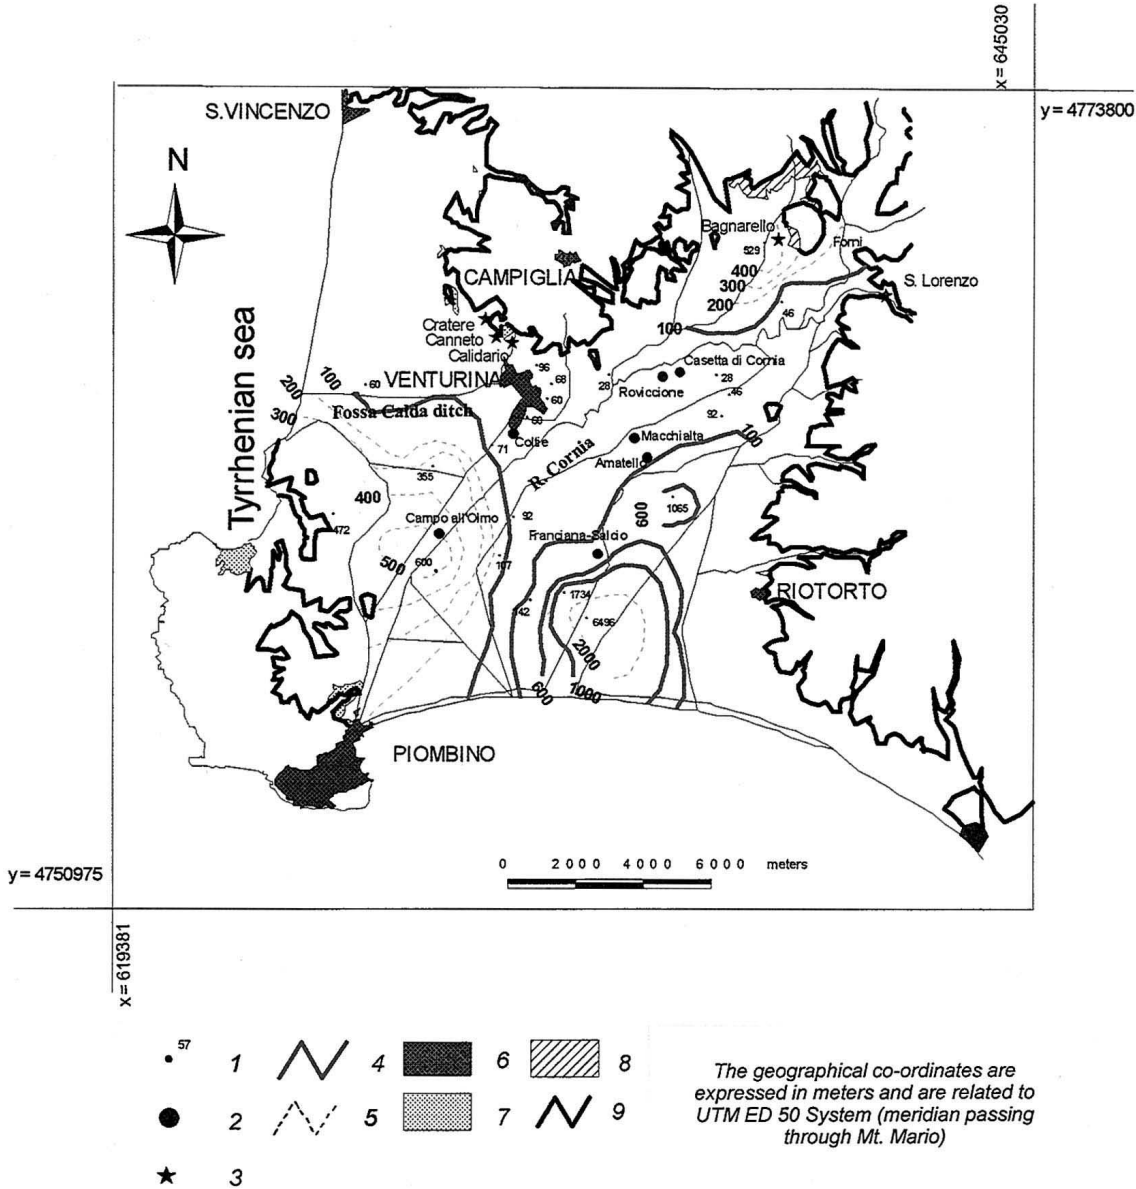 x = 645030
S.VINCENZO
y = 4773800
N
Bagnarello
529
Forni
400
CAMPIGLIA
300
S. Lorenzo
200
46
Cratere
100
Canneto
Calidario
Tyrrhenian sea
96
Casetta di Cornia
100
60
VENTURINA
68
28
28
200
60
Roviccione
46
300
Fossa Calda ditch
60
92
Coltie
Macchialta
100
71
R. Cornia
Amatello
355
400
1065
600
472
Campo all'Olmo
92
Franciana-Salcio
500
600
107
RIOTORTO
42
1734
6496
2000
600
1000
PIOMBINO
0 2000 4000 6000 meters
y = 4750975
x = 619381
57
1 4 6 8
2 5 7 9
3
The geographical co-ordinates are
expressed in meters and are related to
UTM ED 50 System (meridian passing
through Mt. Mario)